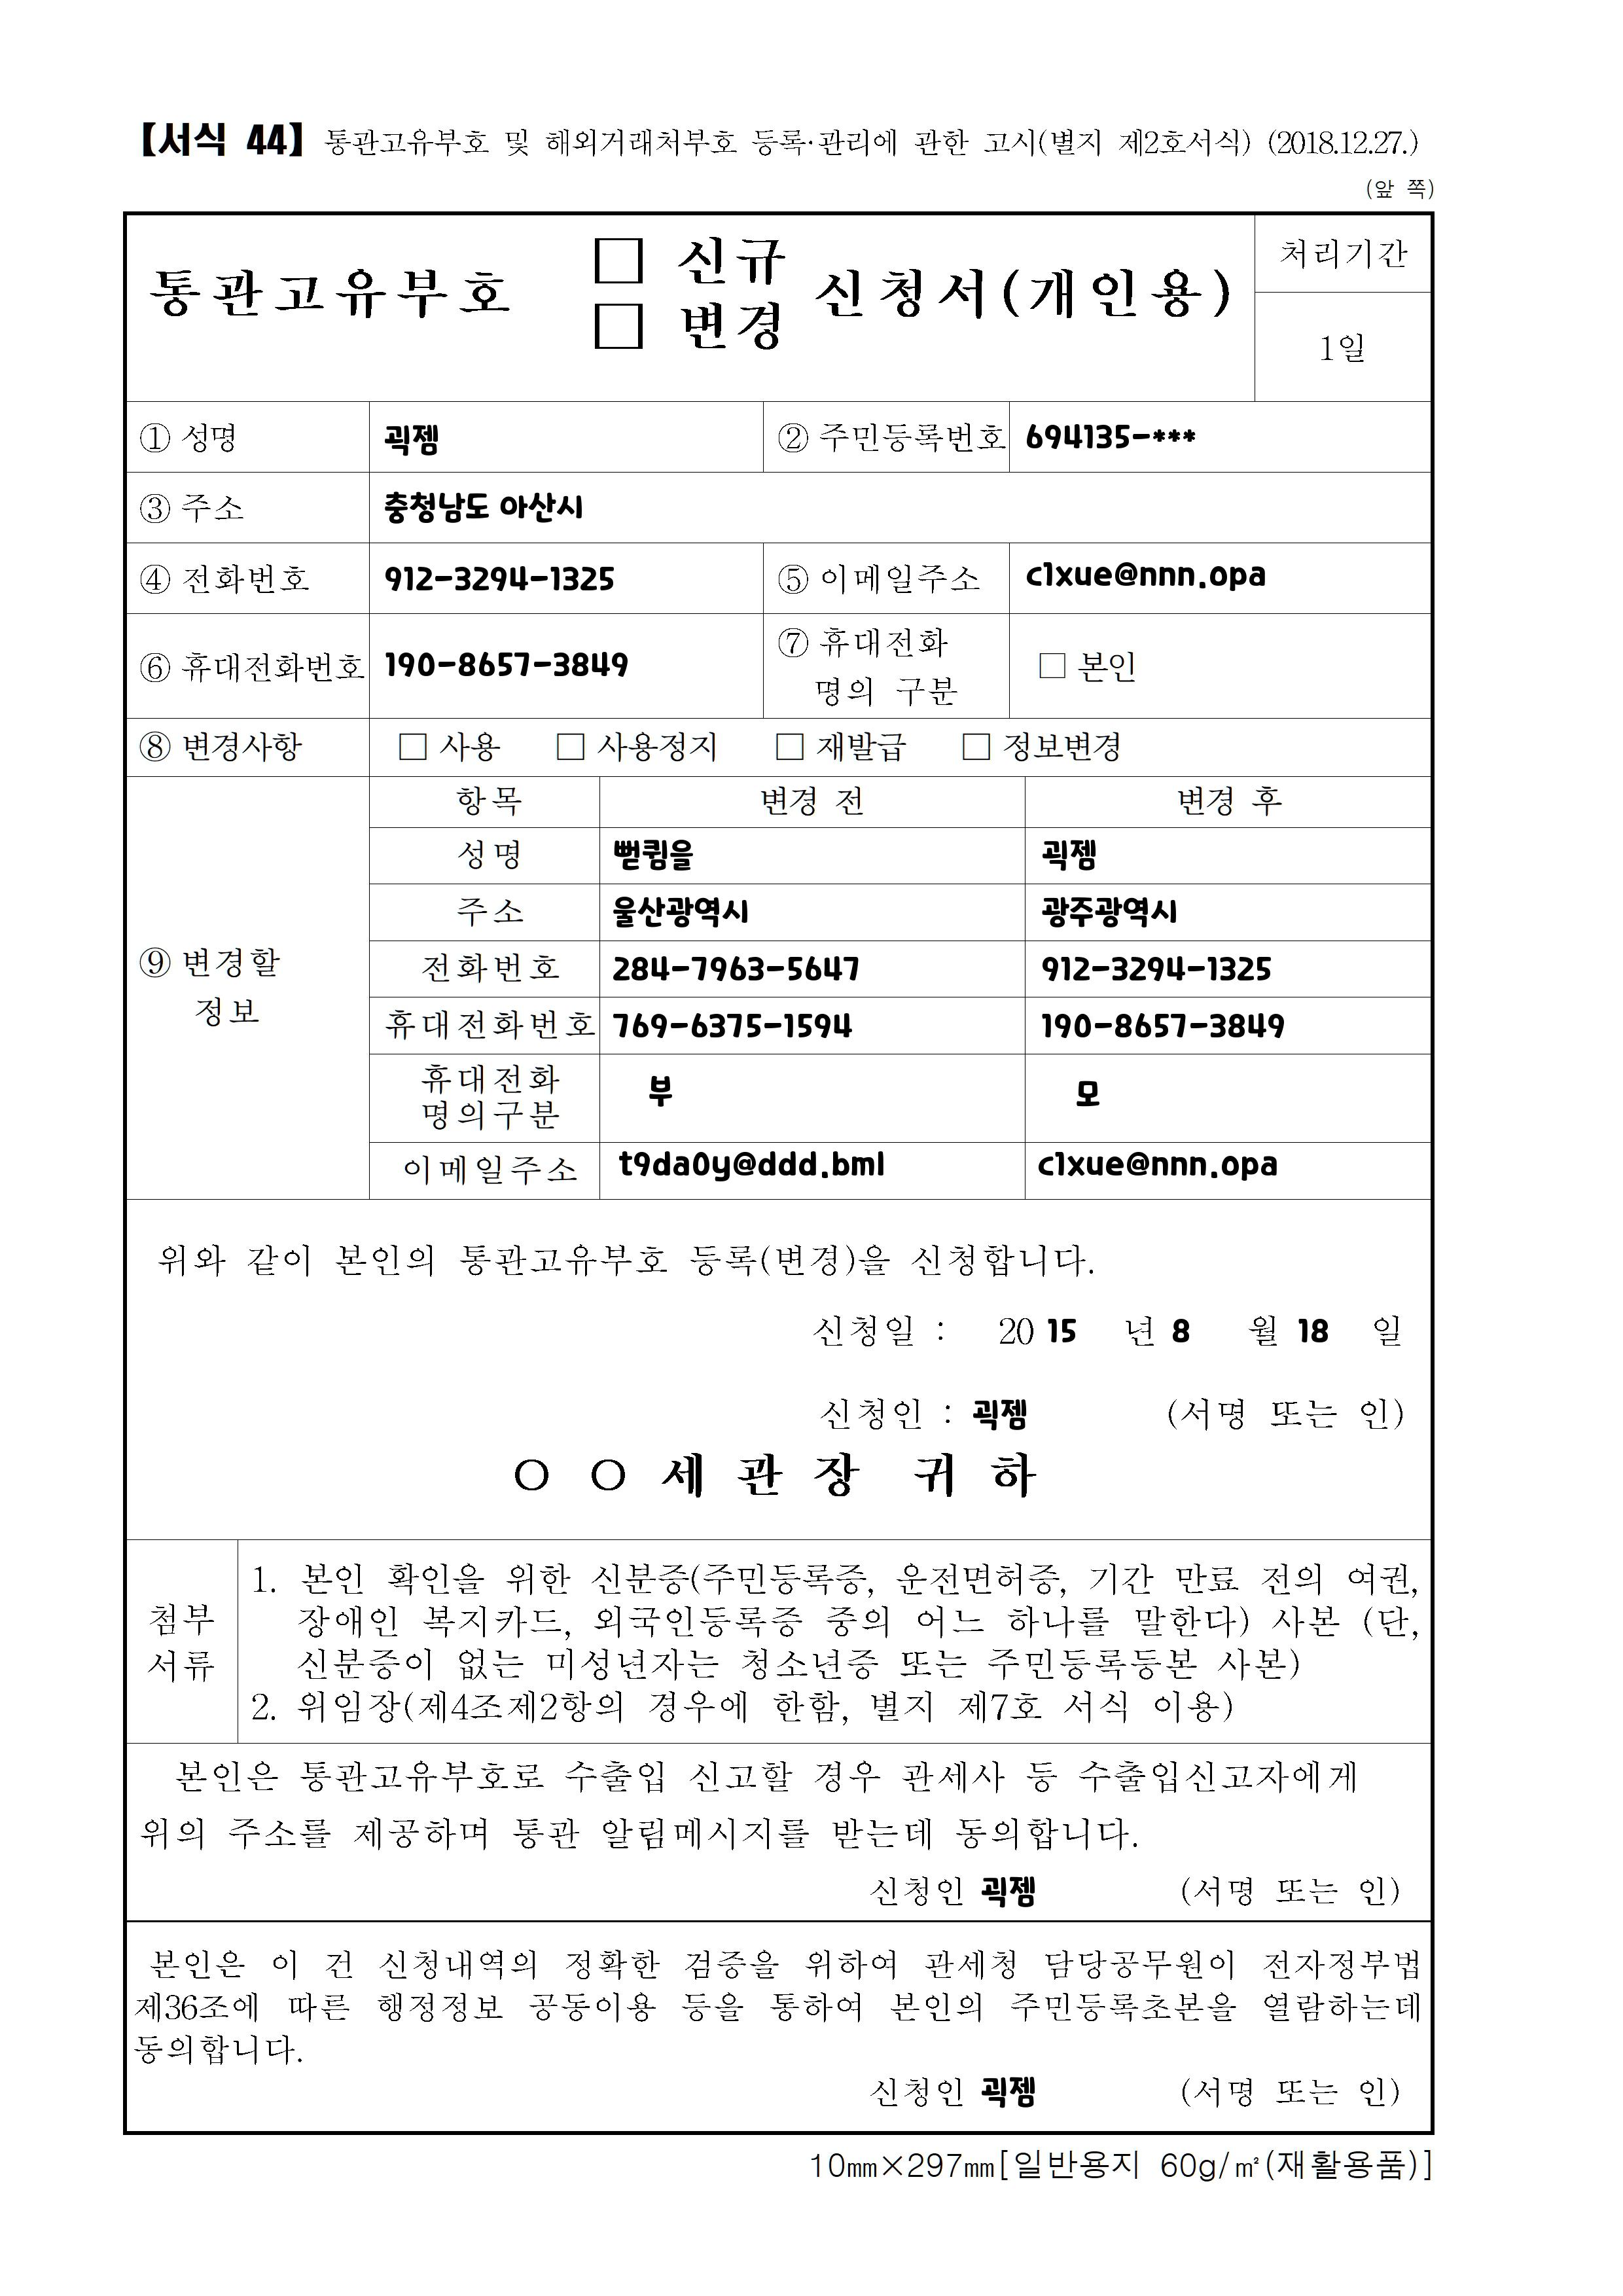 【서식 44】 통관고유부호 및 해외거래처부호 등록·관리에 관한 고시(별지 제2호서식) (2018.12.27.)
(앞 쪽)
통관고유부호 □ 신규 □ 변경 신청서(개인용)
처리기간
1일
① 성명 괵젬 ② 주민등록번호 694135-***
③ 주소 충청남도 아산시
④ 전화번호 912-3294-1325 ⑤ 이메일주소 c1xue@nnn.opa
⑥ 휴대전화번호 190-8657-3849 ⑦ 휴대전화 명의 구분 □ 본인
⑧ 변경사항 □ 사용 □ 사용정지 □ 재발급 □ 정보변경
⑨ 변경할 정보
항목 변경 전 변경 후
성명 뻗큄을 괵젬
주소 울산광역시 광주광역시
전화번호 284-7963-5647 912-3294-1325
휴대전화번호 769-6375-1594 190-8657-3849
휴대전화 명의구분 부 모
이메일주소 t9da0y@ddd.bml c1xue@nnn.opa
위와 같이 본인의 통관고유부호 등록(변경)을 신청합니다.
신청일 : 20 15 년 8 월 18 일
신청인 : 괵젬 (서명 또는 인)
○ ○ 세 관 장 귀 하
첨부 서류
1. 본인 확인을 위한 신분증(주민등록증, 운전면허증, 기간 만료 전의 여권,
장애인 복지카드, 외국인등록증 중의 어느 하나를 말한다) 사본 (단,
신분증이 없는 미성년자는 청소년증 또는 주민등록등본 사본)
2. 위임장(제4조제2항의 경우에 한함, 별지 제7호 서식 이용)
본인은 통관고유부호로 수출입 신고할 경우 관세사 등 수출입신고자에게
위의 주소를 제공하며 통관 알림메시지를 받는데 동의합니다.
신청인 괵젬 (서명 또는 인)
본인은 이 건 신청내역의 정확한 검증을 위하여 관세청 담당공무원이 전자정부법
제36조에 따른 행정정보 공동이용 등을 통하여 본인의 주민등록초본을 열람하는데
동의합니다.
신청인 괵젬 (서명 또는 인)
10㎜×297㎜[일반용지 60g/㎡(재활용품)]